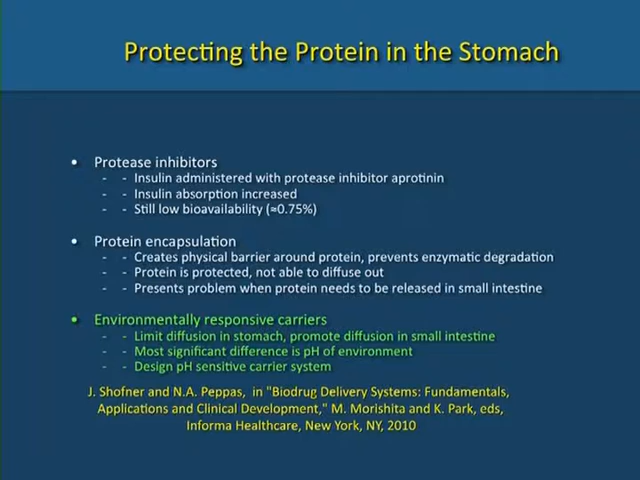 Protecting the Protein in the Stomach
• Protease inhibitors
- - Insulin administered with protease inhibitor aprotinin
- - Insulin absorption increased
- - Still low bioavailability (≈0.75%)
• Protein encapsulation
- - Creates physical barrier around protein, prevents enzymatic degradation
- - Protein is protected, not able to diffuse out
- - Presents problem when protein needs to be released in small intestine
• Environmentally responsive carriers
- - Limit diffusion in stomach, promote diffusion in small intestine
- - Most significant difference is pH of environment
- - Design pH sensitive carrier system
J. Shofner and N.A. Peppas, in "Biodrug Delivery Systems: Fundamentals,
Applications and Clinical Development," M. Morishita and K. Park, eds,
Informa Healthcare, New York, NY, 2010